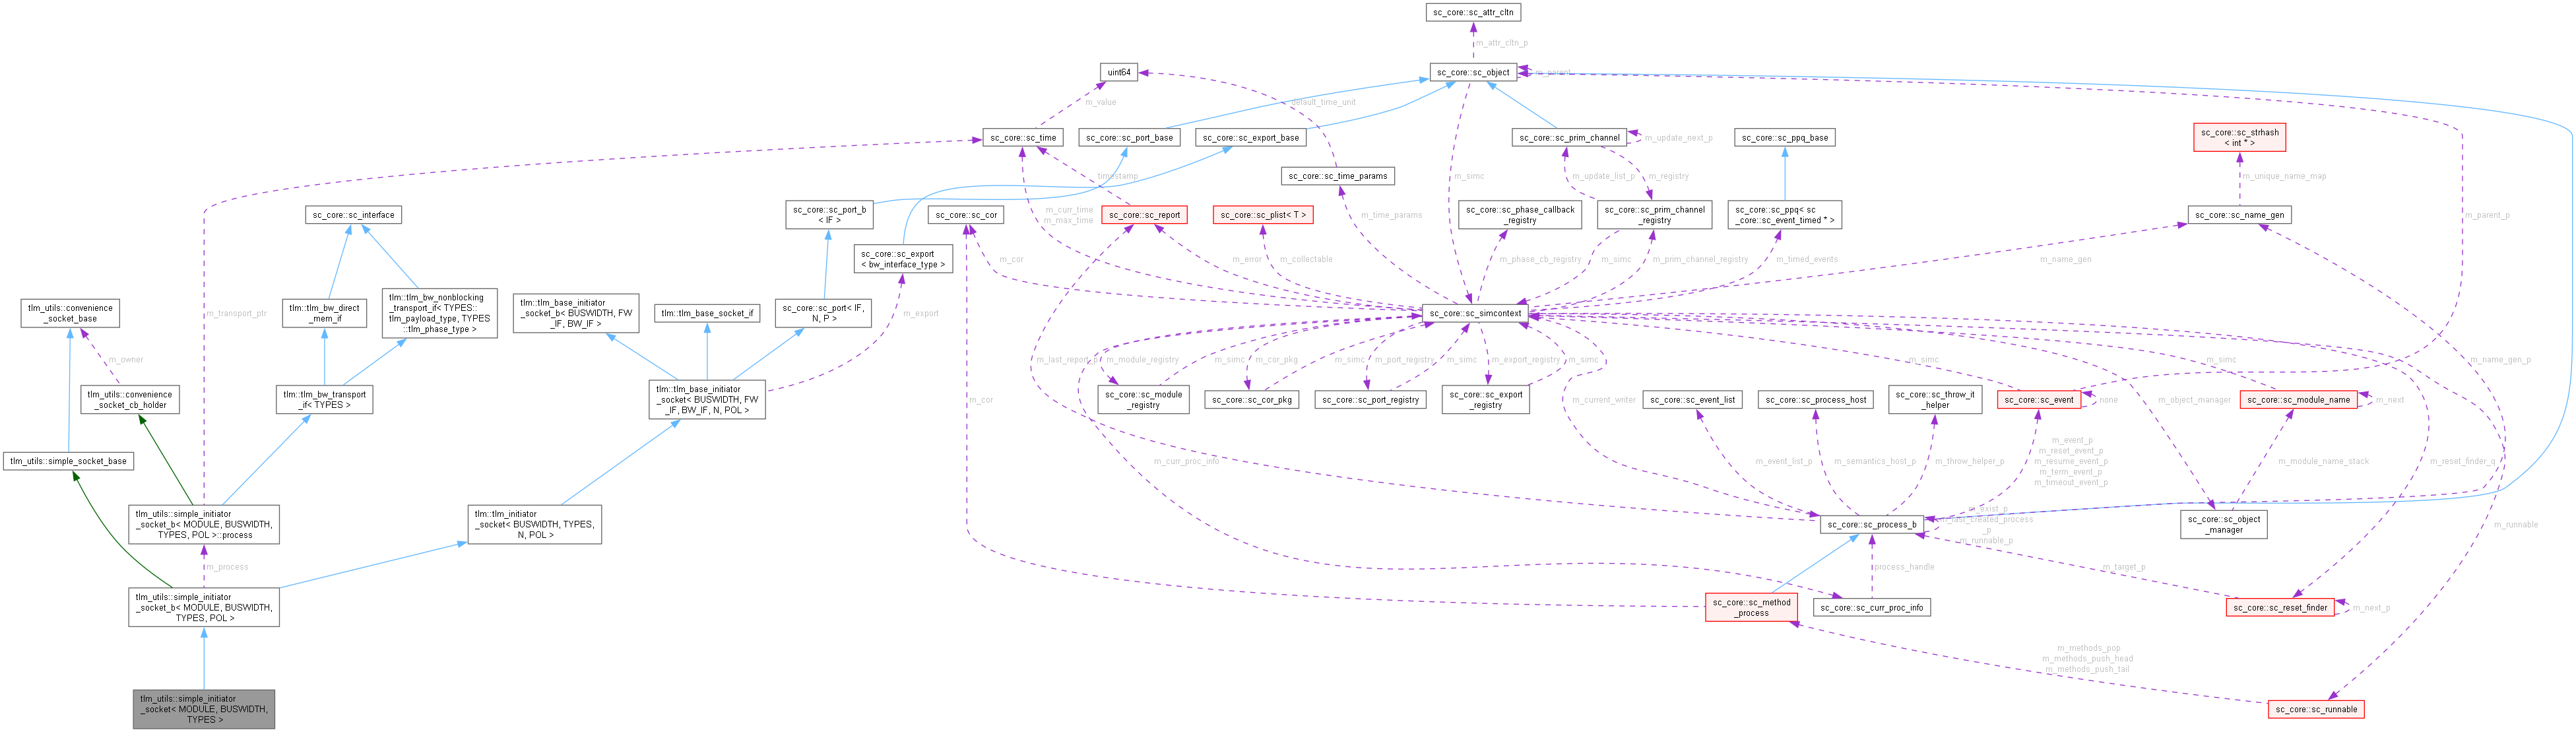 sc_core::sc_attr_cltn
m_attr_cltn_p
uint64
sc_core::sc_object
m_parent
m_value
default_time_unit
sc_core::sc_time
sc_core::sc_port_base
sc_core::sc_export_base
sc_core::sc_prim_channel
m_update_next_p
sc_core::sc_ppq_base
sc_core::sc_strhash
< int * >
timestamp
sc_core::sc_time_params
m_simc
m_update_list_p
m_registry
m_unique_name_map
sc_core::sc_interface
sc_core::sc_port_b
< IF >
sc_core::sc_cor
m_curr_time
m_max_time
sc_core::sc_report
sc_core::sc_plist< T >
m_time_params
sc_core::sc_phase_callback
_registry
sc_core::sc_prim_channel
_registry
sc_core::sc_ppq< sc
_core::sc_event_timed * >
m_parent_p
sc_core::sc_name_gen
sc_core::sc_export
< bw_interface_type >
m_cor
m_error
m_collectable
m_phase_cb_registry
m_simc
m_prim_channel_registry
m_timed_events
m_name_gen
tlm_utils::convenience
_socket_base
m_transport_ptr
tlm::tlm_bw_direct
_mem_if
tlm::tlm_bw_nonblocking
_transport_if< TYPES::
tlm_payload_type, TYPES
::tlm_phase_type >
tlm::tlm_base_initiator
_socket_b< BUSWIDTH, FW
_IF, BW_IF >
tlm::tlm_base_socket_if
sc_core::sc_port< IF,
N, P >
m_export
sc_core::sc_simcontext
m_owner
m_last_report_p
m_module_registry
m_simc
m_cor_pkg
m_simc
m_port_registry
m_simc
m_export_registry
m_simc
m_simc
m_simc
m_name_gen_p
tlm_utils::convenience
_socket_cb_holder
tlm::tlm_bw_transport
_if< TYPES >
tlm::tlm_base_initiator
_socket< BUSWIDTH, FW
_IF, BW_IF, N, POL >
m_cor
sc_core::sc_module
_registry
sc_core::sc_cor_pkg
sc_core::sc_port_registry
sc_core::sc_export
_registry
m_current_writer
sc_core::sc_event_list
sc_core::sc_process_host
sc_core::sc_throw_it
_helper
sc_core::sc_event
none
m_object_manager
sc_core::sc_module_name
m_next
tlm_utils::simple_socket_base
m_curr_proc_info
m_event_list_p
m_semantics_host_p
m_throw_helper_p
m_event_p
m_reset_event_p
m_resume_event_p
m_term_event_p
m_timeout_event_p
m_module_name_stack
m_reset_finder_q
tlm_utils::simple_initiator
_socket_b< MODULE, BUSWIDTH,
TYPES, POL >::process
tlm::tlm_initiator
_socket< BUSWIDTH, TYPES,
N, POL >
sc_core::sc_process_b
m_exist_p
m_last_created_process
_p
m_runnable_p
sc_core::sc_object
_manager
m_runnable
m_process
process_handle
m_target_p
tlm_utils::simple_initiator
_socket_b< MODULE, BUSWIDTH,
TYPES, POL >
sc_core::sc_method
_process
sc_core::sc_curr_proc_info
sc_core::sc_reset_finder
m_next_p
m_methods_pop
m_methods_push_head
m_methods_push_tail
tlm_utils::simple_initiator
_socket< MODULE, BUSWIDTH,
TYPES >
sc_core::sc_runnable